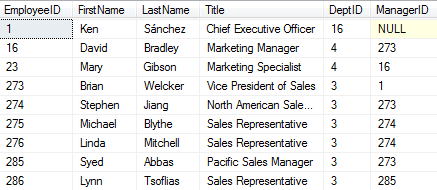 EmployeeID FirstName LastName Title DeptID ManagerID
1 Ken Sánchez Chief Executive Officer 16 NULL
16 David Bradley Marketing Manager 4 273
23 Mary Gibson Marketing Specialist 4 16
273 Brian Welcker Vice President of Sales 3 1
274 Stephen Jiang North American Sale... 3 273
275 Michael Blythe Sales Representative 3 274
276 Linda Mitchell Sales Representative 3 274
285 Syed Abbas Pacific Sales Manager 3 273
286 Lynn Tsoflias Sales Representative 3 285